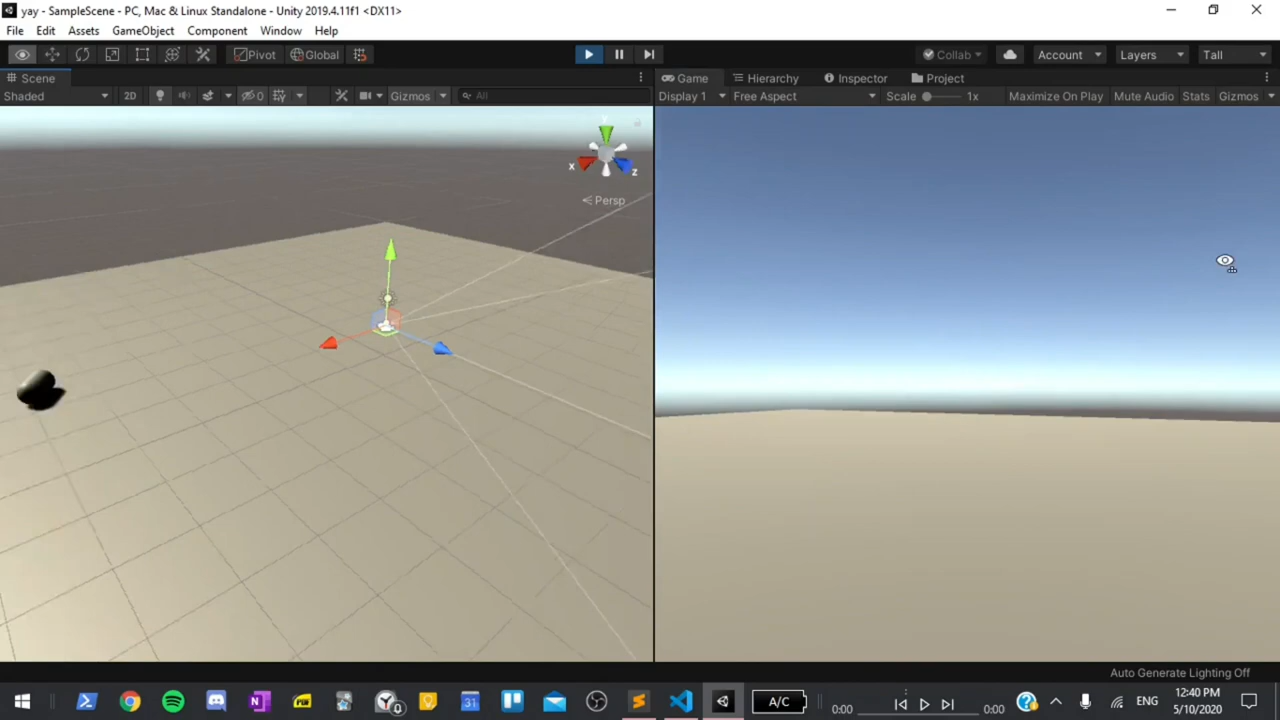 yay - SampleScene - PC, Mac & Linux Standalone - Unity 2019.4.11f1 <DX11>
File Edit Assets GameObject Component Window Help
Pivot Global Collab Account Layers Tall
Scene Game Hierarchy Inspector Project
Shaded 2D 0 Gizmos All Display 1 Free Aspect Scale 1x Maximize On Play Mute Audio Stats Gizmos
y
x
z
Persp
Auto Generate Lighting Off
A/C 0:00 0:00 ENG
12:40 PM
5/10/2020